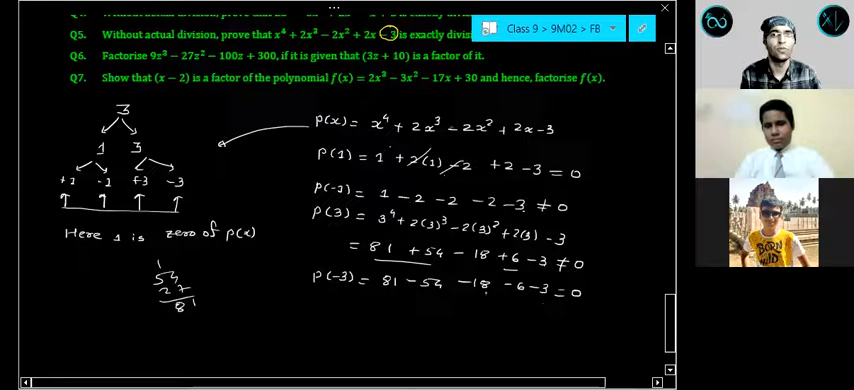 Q5. Without actual division, prove that x⁴ + 2x³ − 2x² + 2x − 3 is exactly divis
Class 9 > 9M02 > FB
Q6. Factorise 9z³ − 27z² − 100z + 300, if it is given that (3z + 10) is a factor of it.
Q7. Show that (x − 2) is a factor of the polynomial f(x) = 2x³ − 3x² − 17x + 30 and hence, factorise f(x).
3
1 3
+1 -1 +3 -3
Here 1 is zero of p(x)
1
54
27
81
p(x) = x⁴ + 2x³ - 2x² + 2x - 3
p(1) = 1 + 2(1) - 2 + 2 - 3 = 0
p(-1) = 1 - 2 - 2 - 2 - 3 ≠ 0
p(3) = 3⁴ + 2(3)³ - 2(3)² + 2(3) - 3
= 81 + 54 - 18 + 6 - 3 ≠ 0
p(-3) = 81 - 54 - 18 - 6 - 3 = 0
BORN
WILD